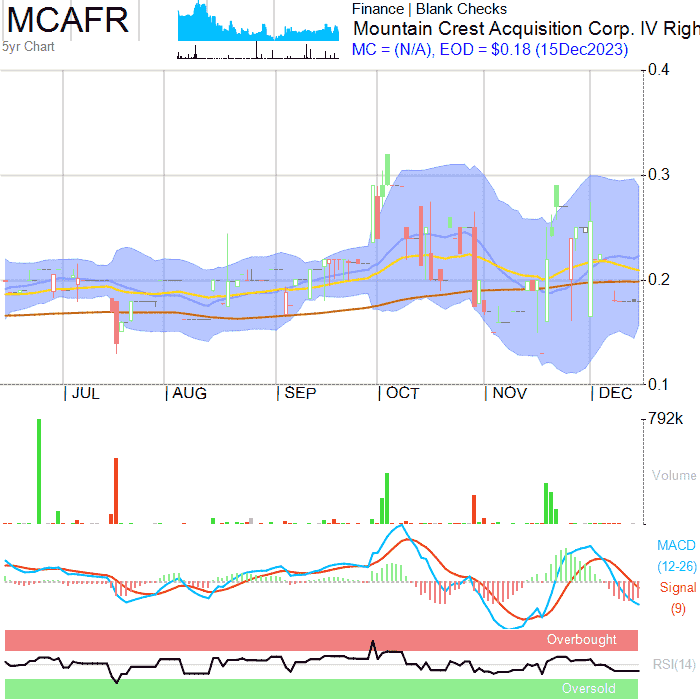 MCAFR
5yr Chart
Finance | Blank Checks
Mountain Crest Acquisition Corp. IV Righ
MC = (N/A), EOD = $0.18 (15Dec2023)
0.4
0.3
0.2
0.1
JUL
AUG
SEP
OCT
NOV
DEC
792k
Volume
MACD
(12-26)
Signal
(9)
Overbought
RSI(14)
Oversold